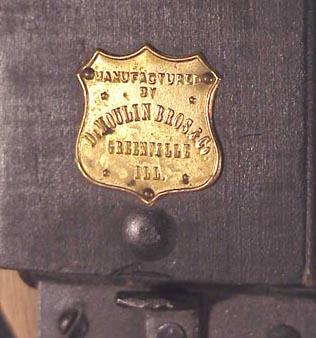 MANUFACTURED
BY
DeMOULIN BROS. & Co.
GREENVILLE
ILL.